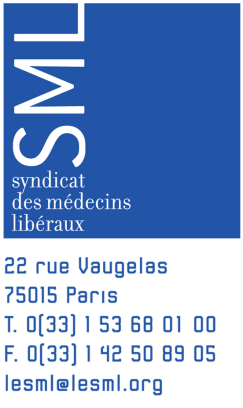 SML
syndicat
des médecins
libéraux
22 rue Vaugelas
75015 Paris
T. 0(33) 1 53 68 01 00
F. 0(33) 1 42 50 89 05
lesml@lesml.org